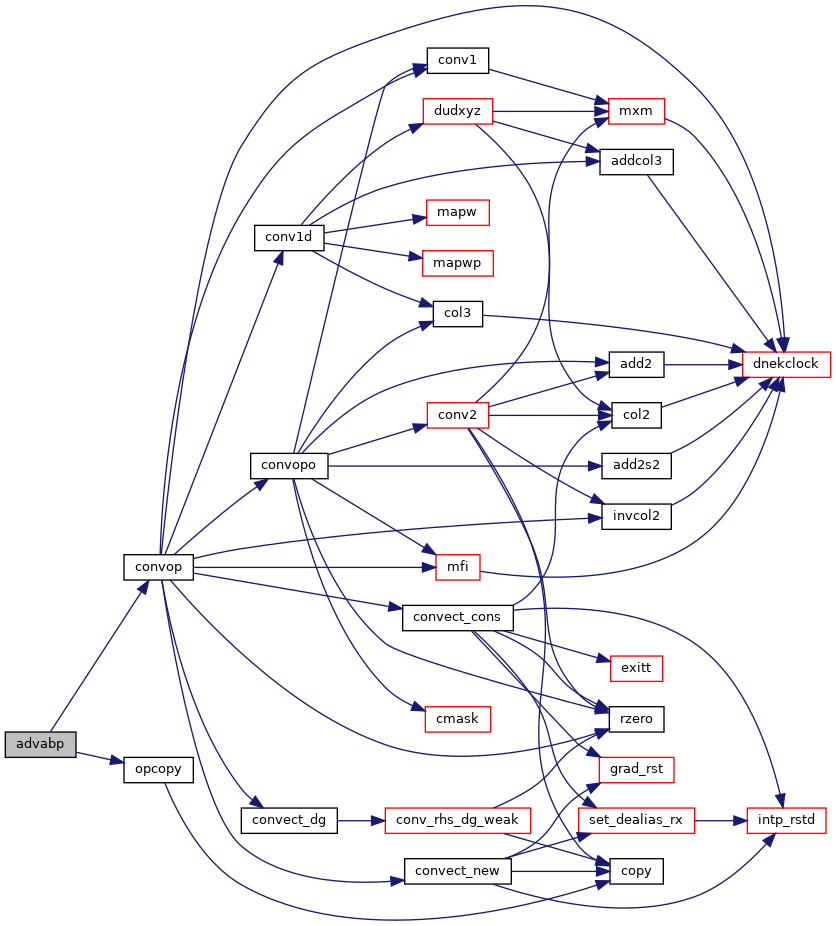 conv1
dudxyz
mxm
addcol3
mapw
conv1d
mapwp
col3
dnekclock
add2
conv2
col2
convopo
add2s2
invcol2
convop
mfi
convect_cons
exitt
cmask
rzero
advabp
opcopy
grad_rst
convect_dg
conv_rhs_dg_weak
set_dealias_rx
intp_rstd
convect_new
copy